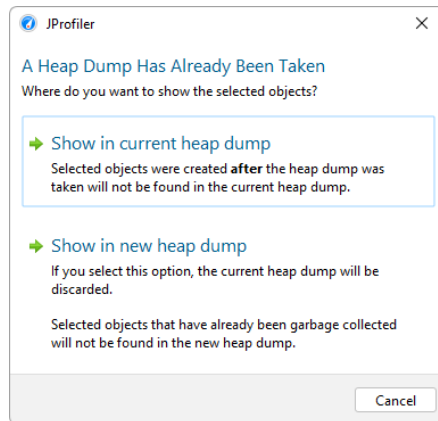 JProfiler
A Heap Dump Has Already Been Taken
Where do you want to show the selected objects?
Show in current heap dump
Selected objects were created after the heap dump was
taken will not be found in the current heap dump.
Show in new heap dump
If you select this option, the current heap dump will be
discarded.
Selected objects that have already been garbage collected
will not be found in the new heap dump.
Cancel